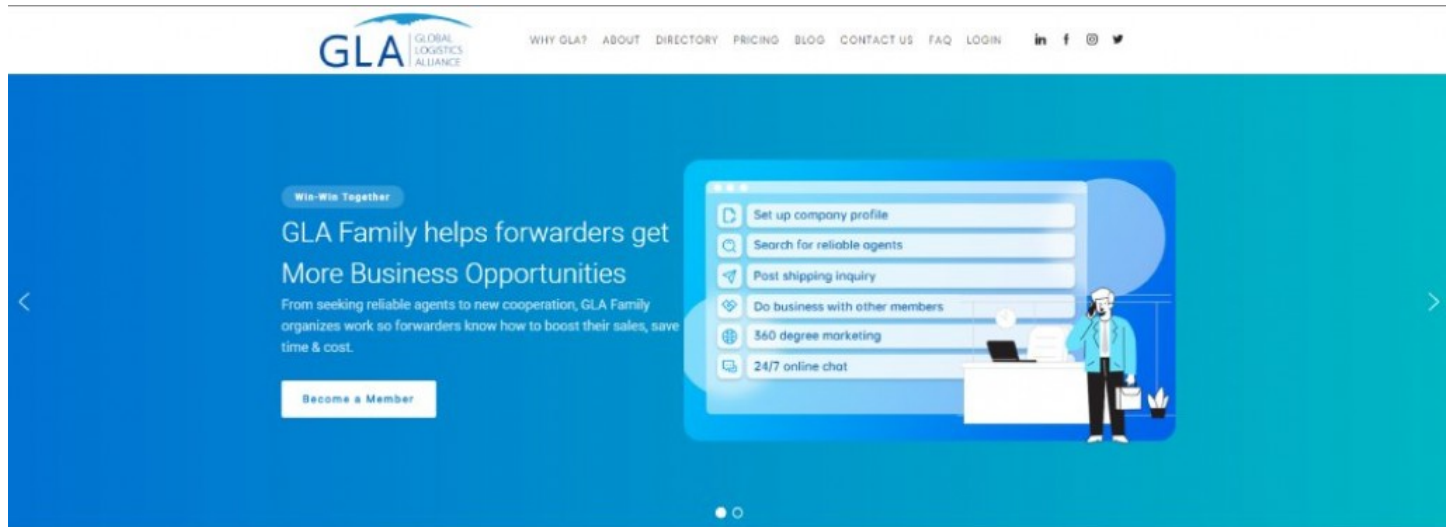 GLA
GLOBAL
LOGISTICS
ALLIANCE
WHY GLA? ABOUT DIRECTORY PRICING BLOG CONTACT US FAQ LOGIN
Win-Win Together
GLA Family helps forwarders get
More Business Opportunities
From seeking reliable agents to new cooperation, GLA Family
organizes work so forwarders know how to boost their sales, save
time & cost.
Become a Member
Set up company profile
Search for reliable agents
Post shipping inquiry
Do business with other members
360 degree marketing
24/7 online chat